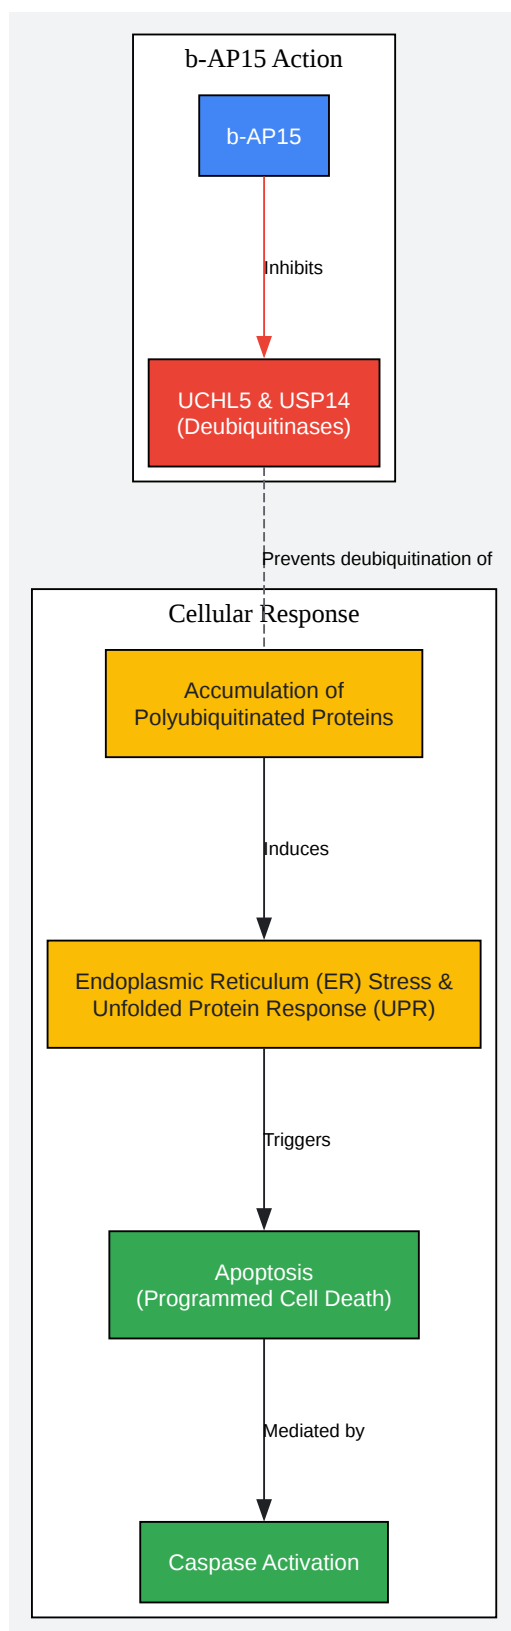 b-AP15 Action
b-AP15
Inhibits
UCHL5 & USP14
(Deubiquitinases)
Prevents deubiquitination of
Cellular Response
Accumulation of
Polyubiquitinated Proteins
Induces
Endoplasmic Reticulum (ER) Stress &
Unfolded Protein Response (UPR)
Triggers
Apoptosis
(Programmed Cell Death)
Mediated by
Caspase Activation